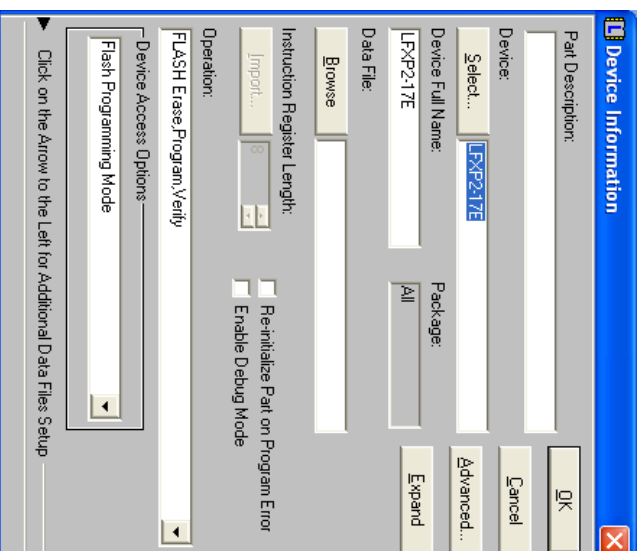 Device Information
Part Description:
OK
Cancel
Device:
Select...
LFXP2-17E
Advanced...
Device Full Name:
Package:
LFXP2-17E
All
Expand
Data File:
Browse
Instruction Register Length:
Import...
8
Re-initialize Part on Program Error
Enable Debug Mode
Operation:
FLASH Erase,Program,Verify
Device Access Options
Flash Programming Mode
Click on the Arrow to the Left for Additional Data Files Setup